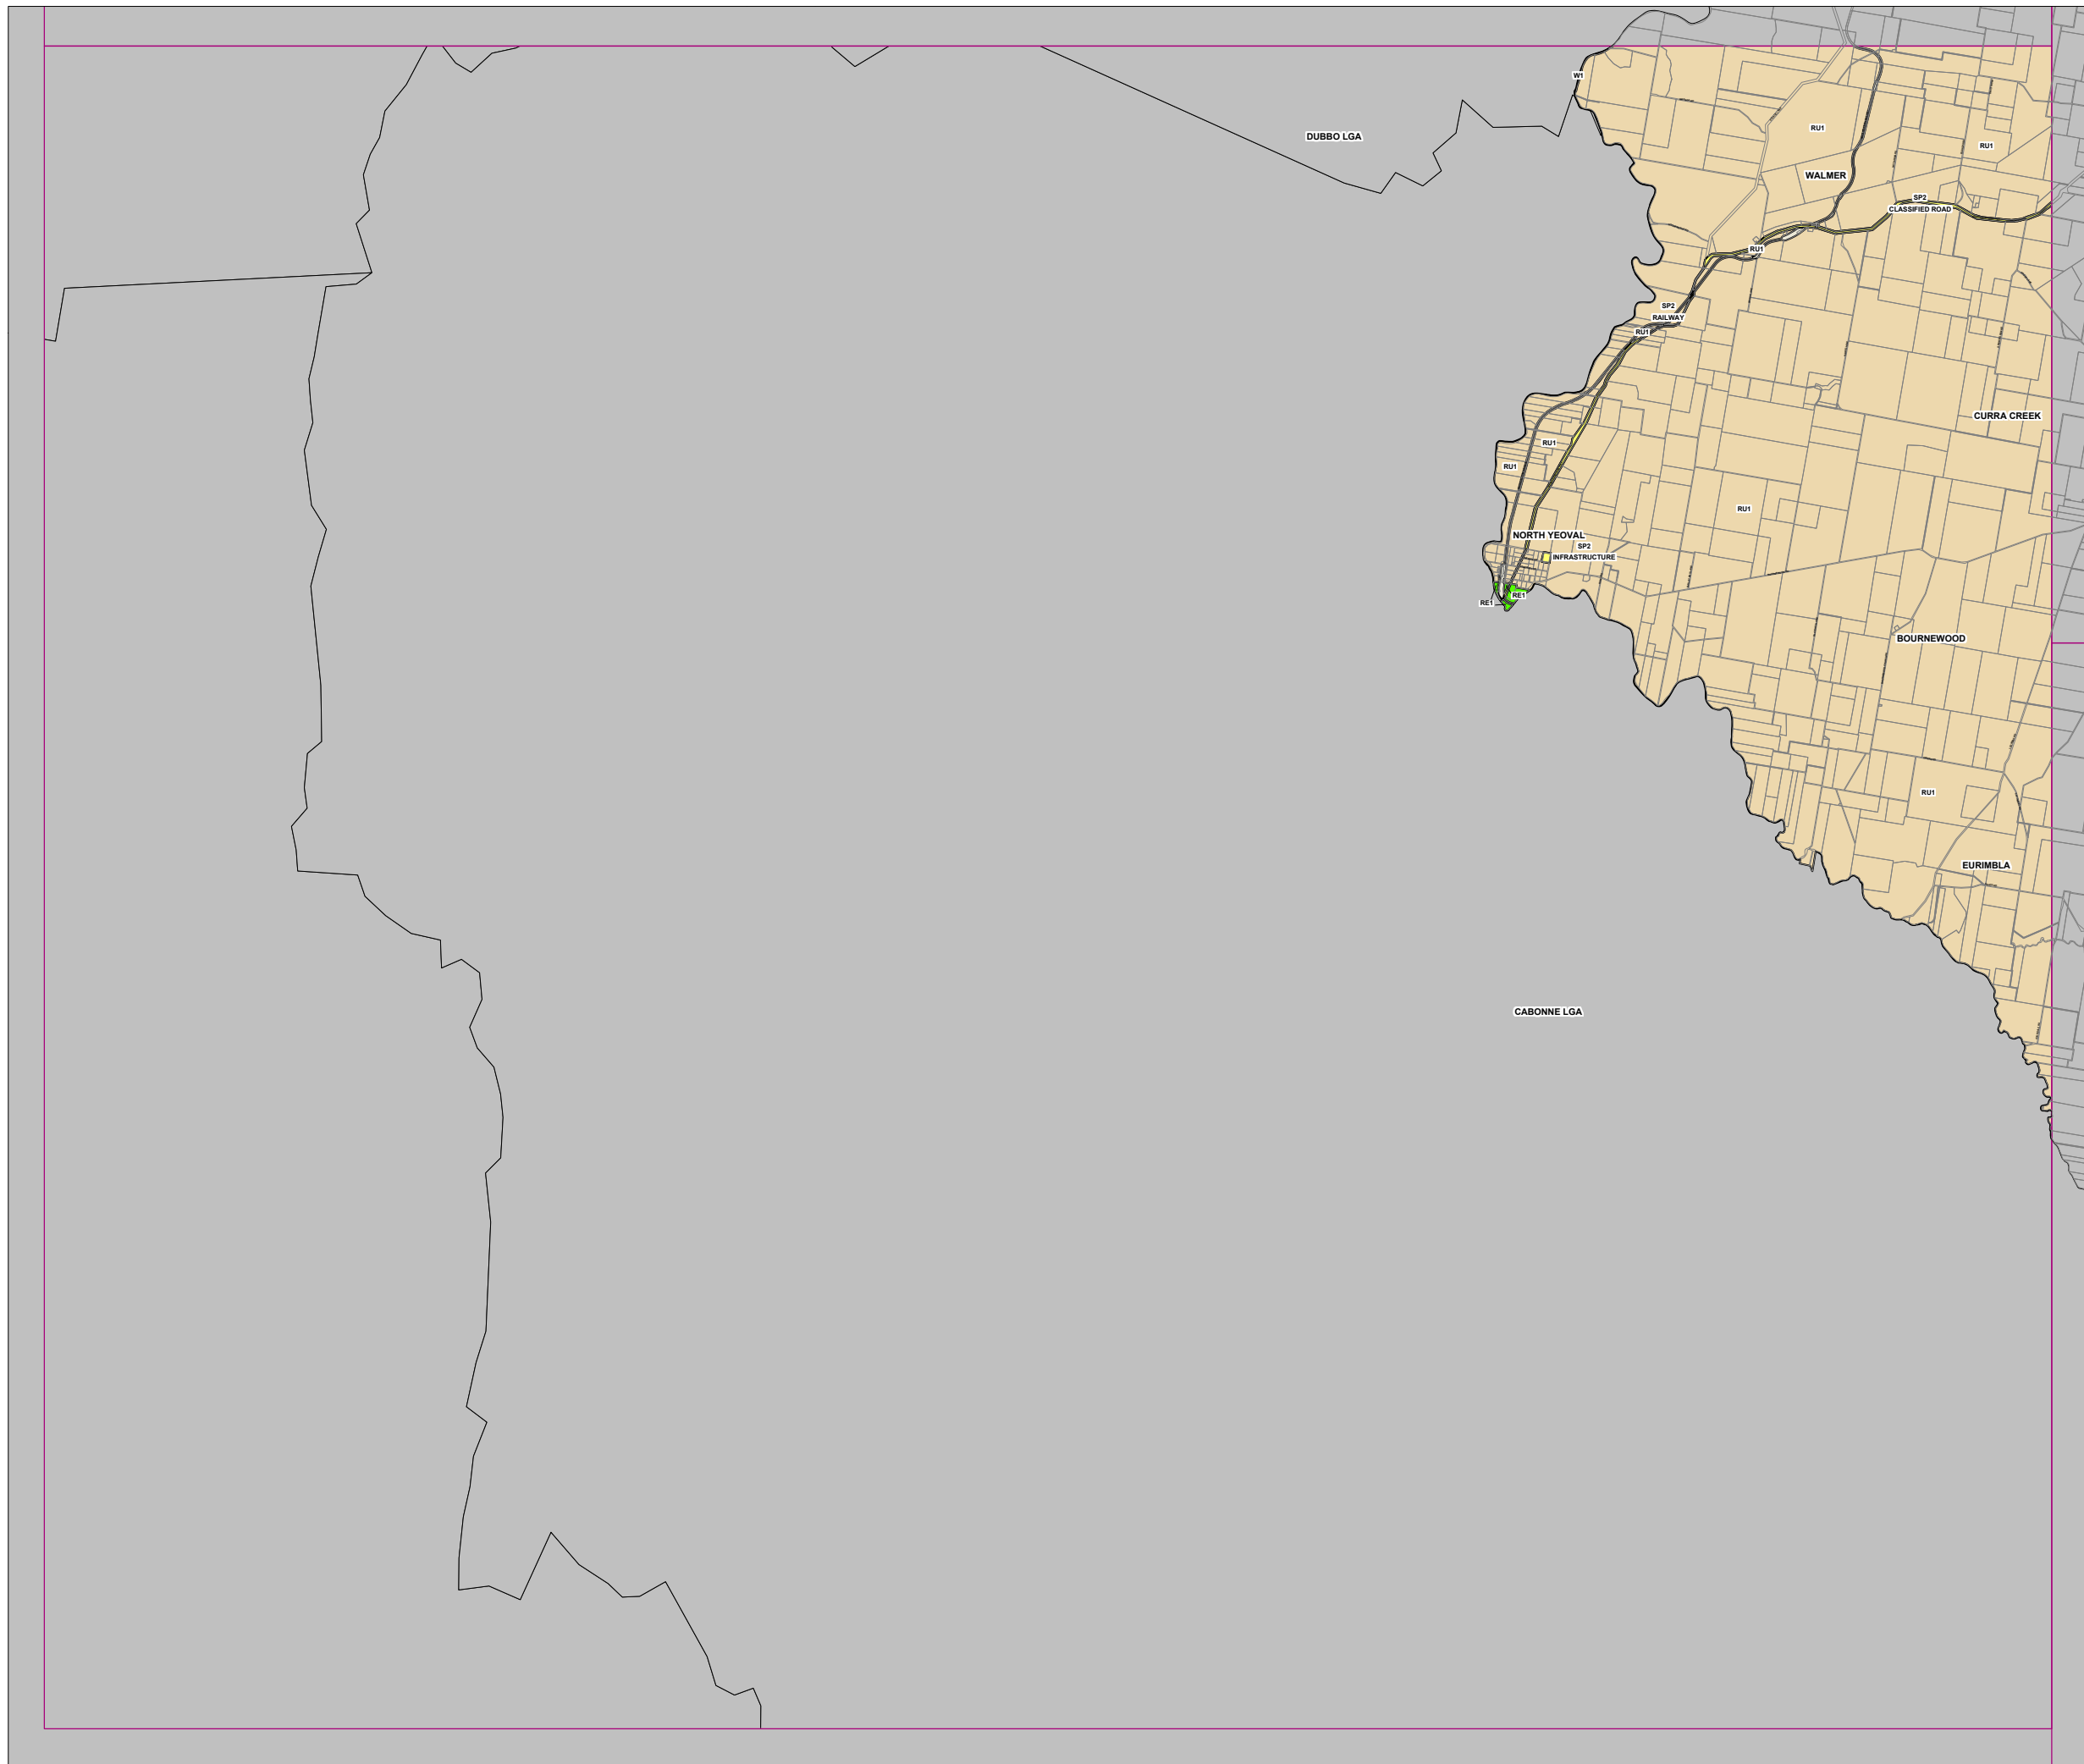 W1
RU1
DUBBO LGA
RU1
WALMER
SP2
CLASSIFIED ROAD
RU1
SP2
RAILWAY
RU1
CURRA CREEK
RU1
RU1
RU1
NORTH YEOVAL
SP2
INFRASTRUCTURE
RE1
RE1
BOURNEWOOD
RU1
EURIMBLA
CABONNE LGA